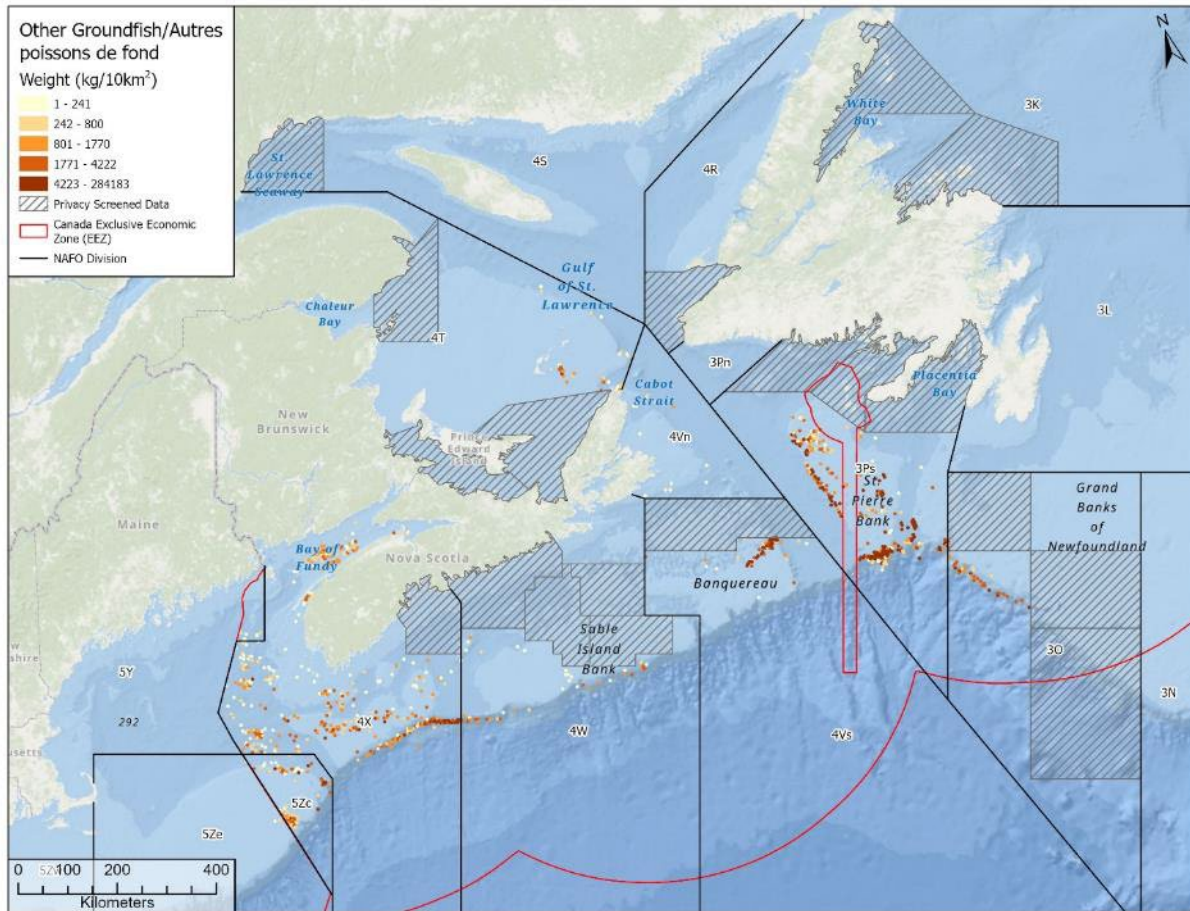 Other Groundfish/Autres
poissons de fond
Weight (kg/10km²)
1 - 241
242 - 800
801 - 1770
1771 - 4222
4223 - 284183
Privacy Screened Data
Canada Exclusive Economic
Zone (EEZ)
NAFO Division
N
White
Bay
3K
4S
4R
St.
Lawrence
Seaway
Gulf
of St.
Lawrence
Chaleur
Bay
4T
3L
3Pn
Cabot
Strait
Placentia
Bay
New
Brunswick
Prince
Edward
Island
4Vn
3Ps
St.
Pierre
Bank
Grand
Banks
of
Newfoundland
Maine
Bay of
Fundy
Nova Scotia
Banquereau
Sable
Island
Bank
3O
3N
5Y
292
4X
4W
4Vs
5Zc
5Ze
0
100
200
400
Kilometers